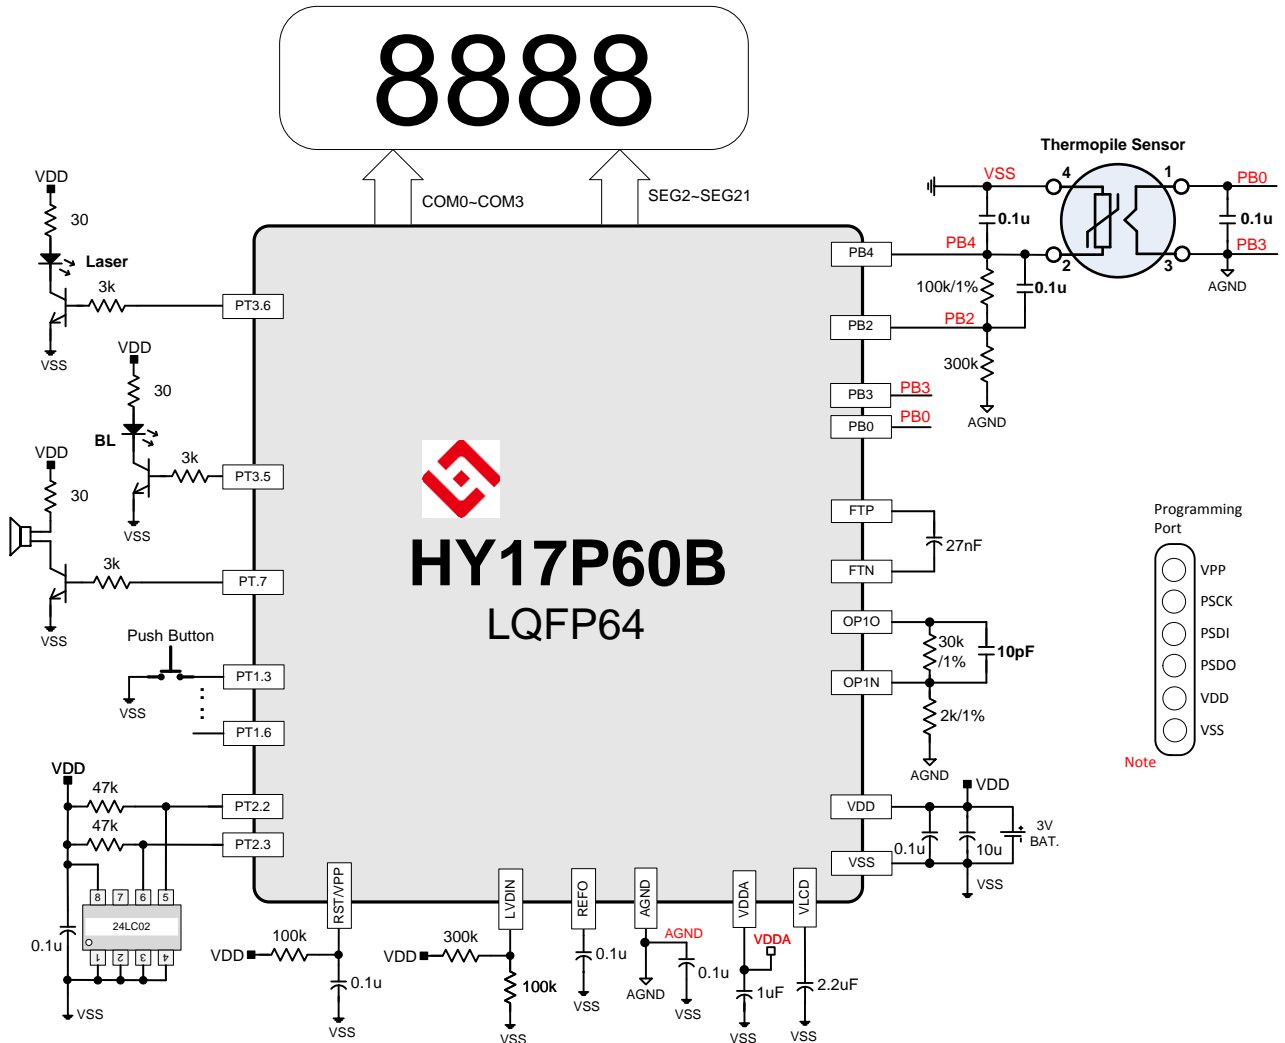 8888
COM0~COM3
SEG2~SEG21
Thermopile Sensor
VSS
4
1
PB0
0.1u
0.1u
PB4
PB4
2
3
PB3
AGND
100k/1%
0.1u
PB2
PB2
300k
AGND
PB3
PB3
PB0
PB0
VDD
30
Laser
3k
PT3.6
VSS
VDD
30
BL
3k
PT3.5
VSS
VDD
30
3k
PT.7
VSS
Push Button
PT1.3
VSS
PT1.6
HY17P60B
LQFP64
FTP
27nF
FTN
OP1O
30k
/1%
10pF
OP1N
2k/1%
AGND
Programming
Port
VPP
PSCK
PSDI
PSDO
VDD
VSS
Note
VDD
47k
PT2.2
47k
PT2.3
8
7
6
5
24LC02
1
2
3
4
0.1u
VSS
VDD
VDD
0.1u
10u
3V
BAT.
VSS
VSS
RST/VPP
VDD
100k
0.1u
VSS
LVDIN
VDD
300k
100k
VSS
REFO
0.1u
VSS
AGND
AGND
AGND
0.1u
VSS
VDDA
VDDA
1uF
VSS
VLCD
2.2uF
VSS